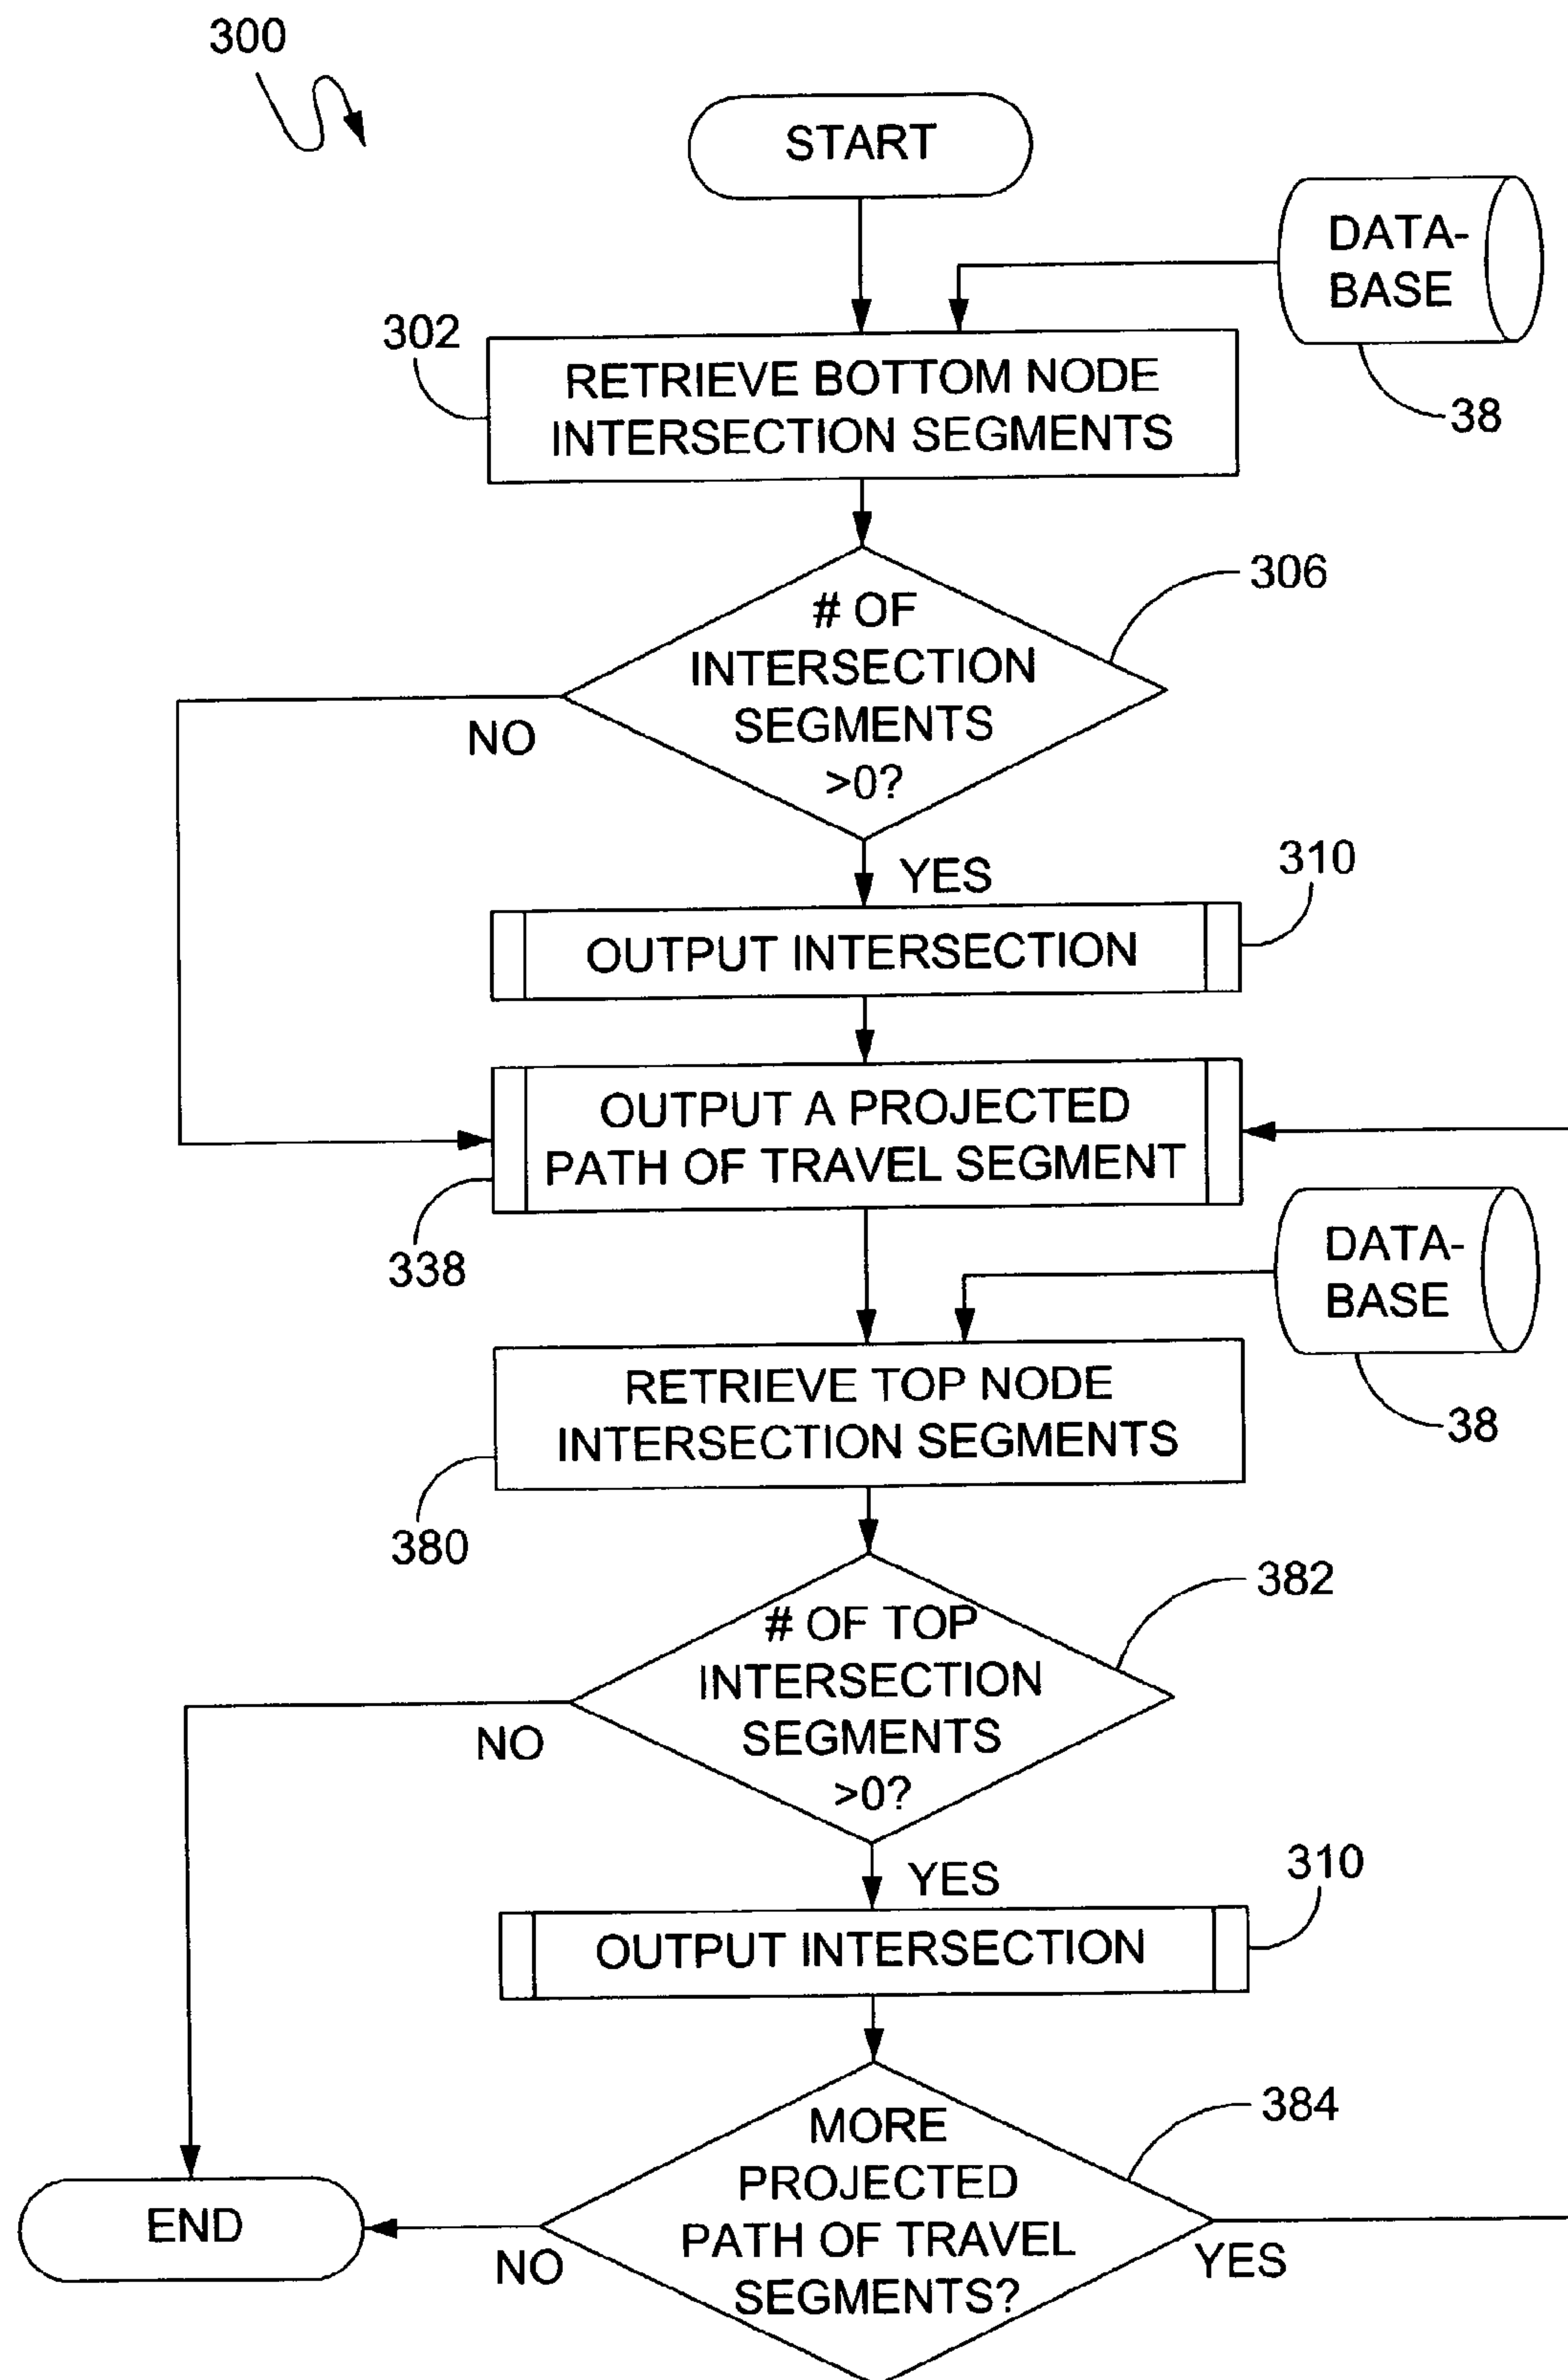 300
START
DATA-
BASE
38
302
RETRIEVE BOTTOM NODE
INTERSECTION SEGMENTS
306
# OF
INTERSECTION
SEGMENTS
>0?
NO
YES
310
OUTPUT INTERSECTION
OUTPUT A PROJECTED
PATH OF TRAVEL SEGMENT
338
DATA-
BASE
38
RETRIEVE TOP NODE
INTERSECTION SEGMENTS
380
382
# OF TOP
INTERSECTION
SEGMENTS
>0?
NO
YES
310
OUTPUT INTERSECTION
384
MORE
PROJECTED
PATH OF TRAVEL
SEGMENTS?
END
NO
YES